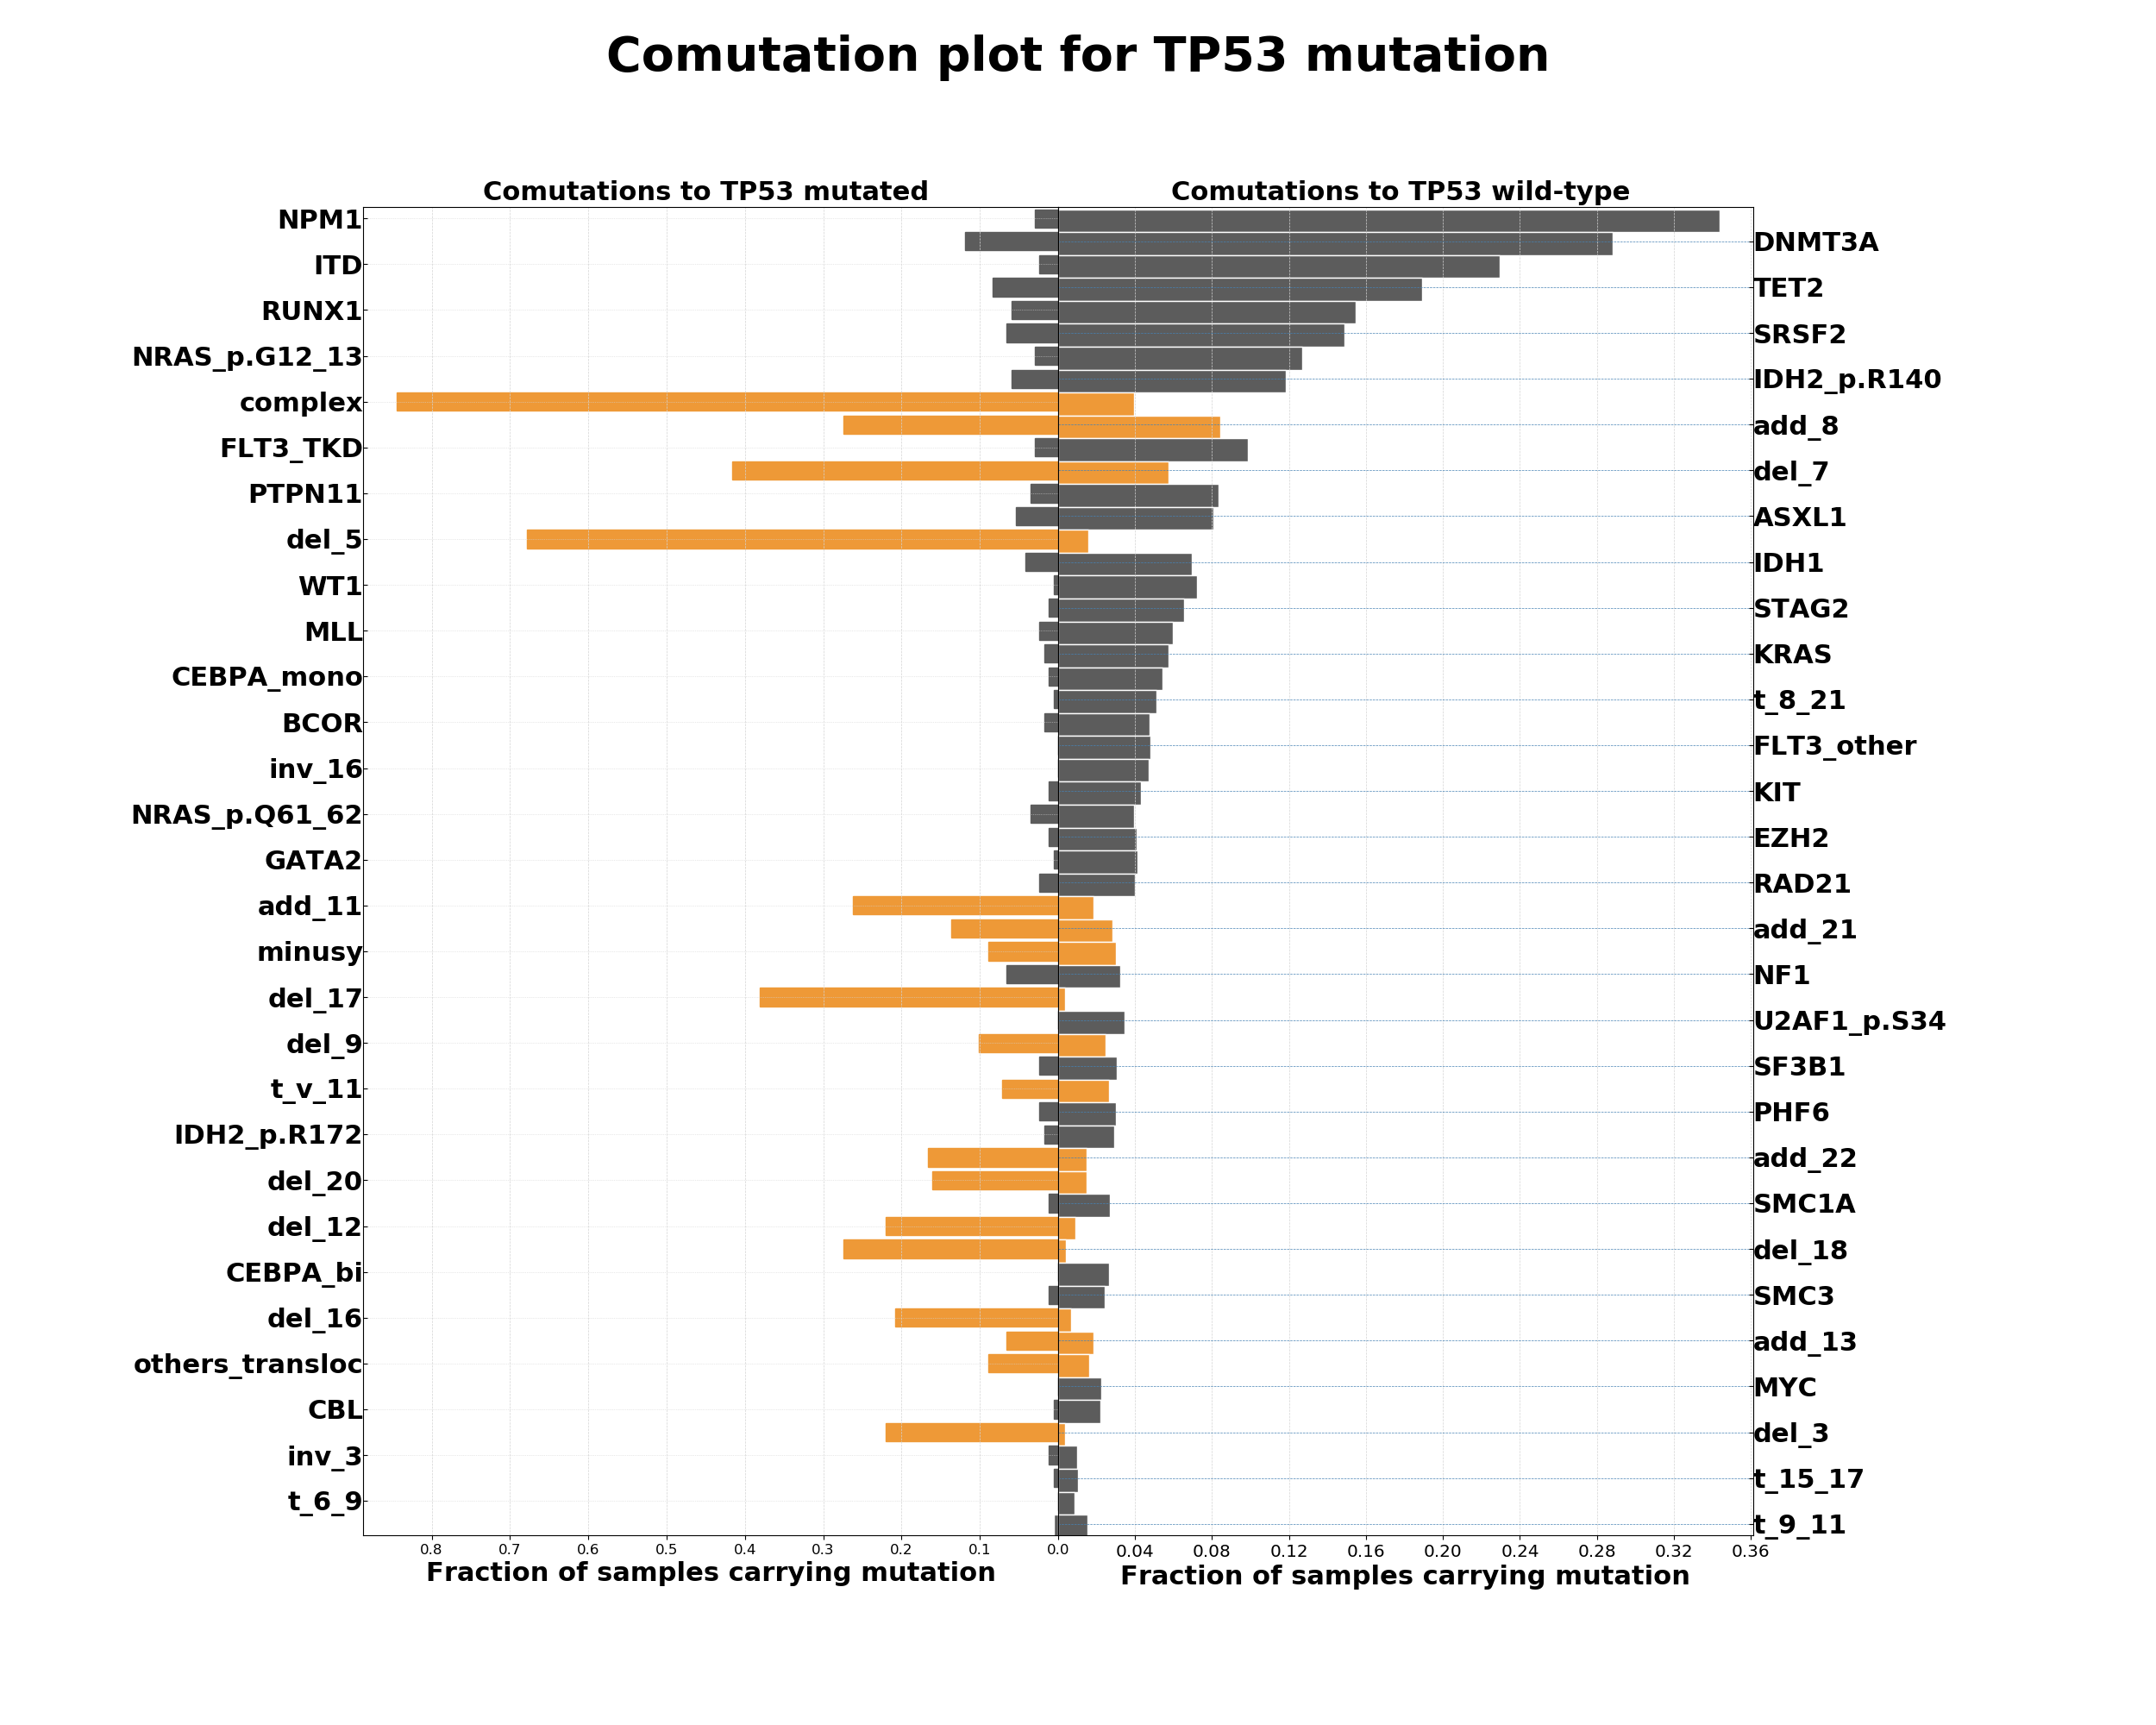 Comutation plot for TP53 mutation
Comutations to TP53 mutated
Comutations to TP53 wild-type
NPM1
DNMT3A
ITD
TET2
RUNX1
SRSF2
NRAS_p.G12_13
IDH2_p.R140
complex
add_8
FLT3_TKD
del_7
PTPN11
ASXL1
del_5
IDH1
WT1
STAG2
MLL
KRAS
CEBPA_mono
t_8_21
BCOR
FLT3_other
inv_16
KIT
NRAS_p.Q61_62
EZH2
GATA2
RAD21
add_11
add_21
minusy
NF1
del_17
U2AF1_p.S34
del_9
SF3B1
t_v_11
PHF6
IDH2_p.R172
add_22
del_20
SMC1A
del_12
del_18
CEBPA_bi
SMC3
del_16
add_13
others_transloc
MYC
CBL
del_3
inv_3
t_15_17
t_6_9
t_9_11
0.8 0.7 0.6 0.5 0.4 0.3 0.2 0.1 0.0 0.04 0.08 0.12 0.16 0.20 0.24 0.28 0.32 0.36
Fraction of samples carrying mutation
Fraction of samples carrying mutation